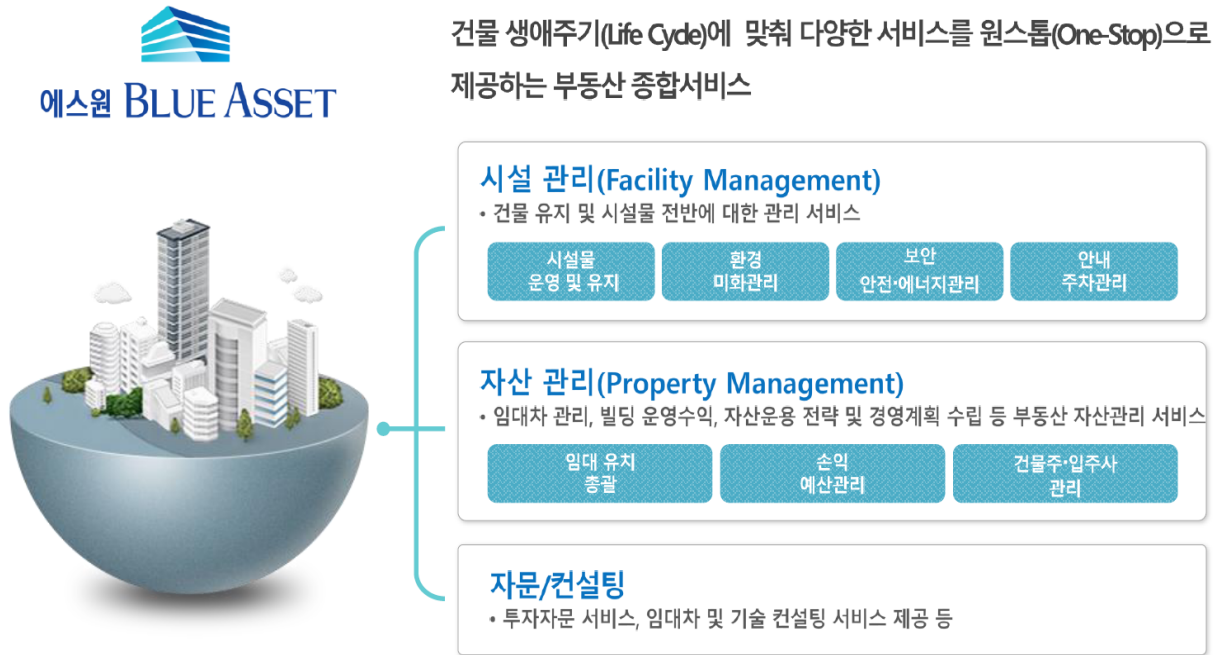 에스원 BLUE ASSET
건물 생애주기(Life Cycle)에 맞춰 다양한 서비스를 원스톱(One-Stop)으로
제공하는 부동산 종합서비스
시설 관리(Facility Management)
• 건물 유지 및 시설물 전반에 대한 관리 서비스
시설물
운영 및 유지
환경
미화관리
보안
안전·에너지관리
안내
주차관리
자산 관리(Property Management)
• 임대차 관리, 빌딩 운영수익, 자산운용 전략 및 경영계획 수립 등 부동산 자산관리 서비스
임대 유치
총괄
손익
예산관리
건물주·입주사
관리
자문/컨설팅
• 투자자문 서비스, 임대차 및 기술 컨설팅 서비스 제공 등